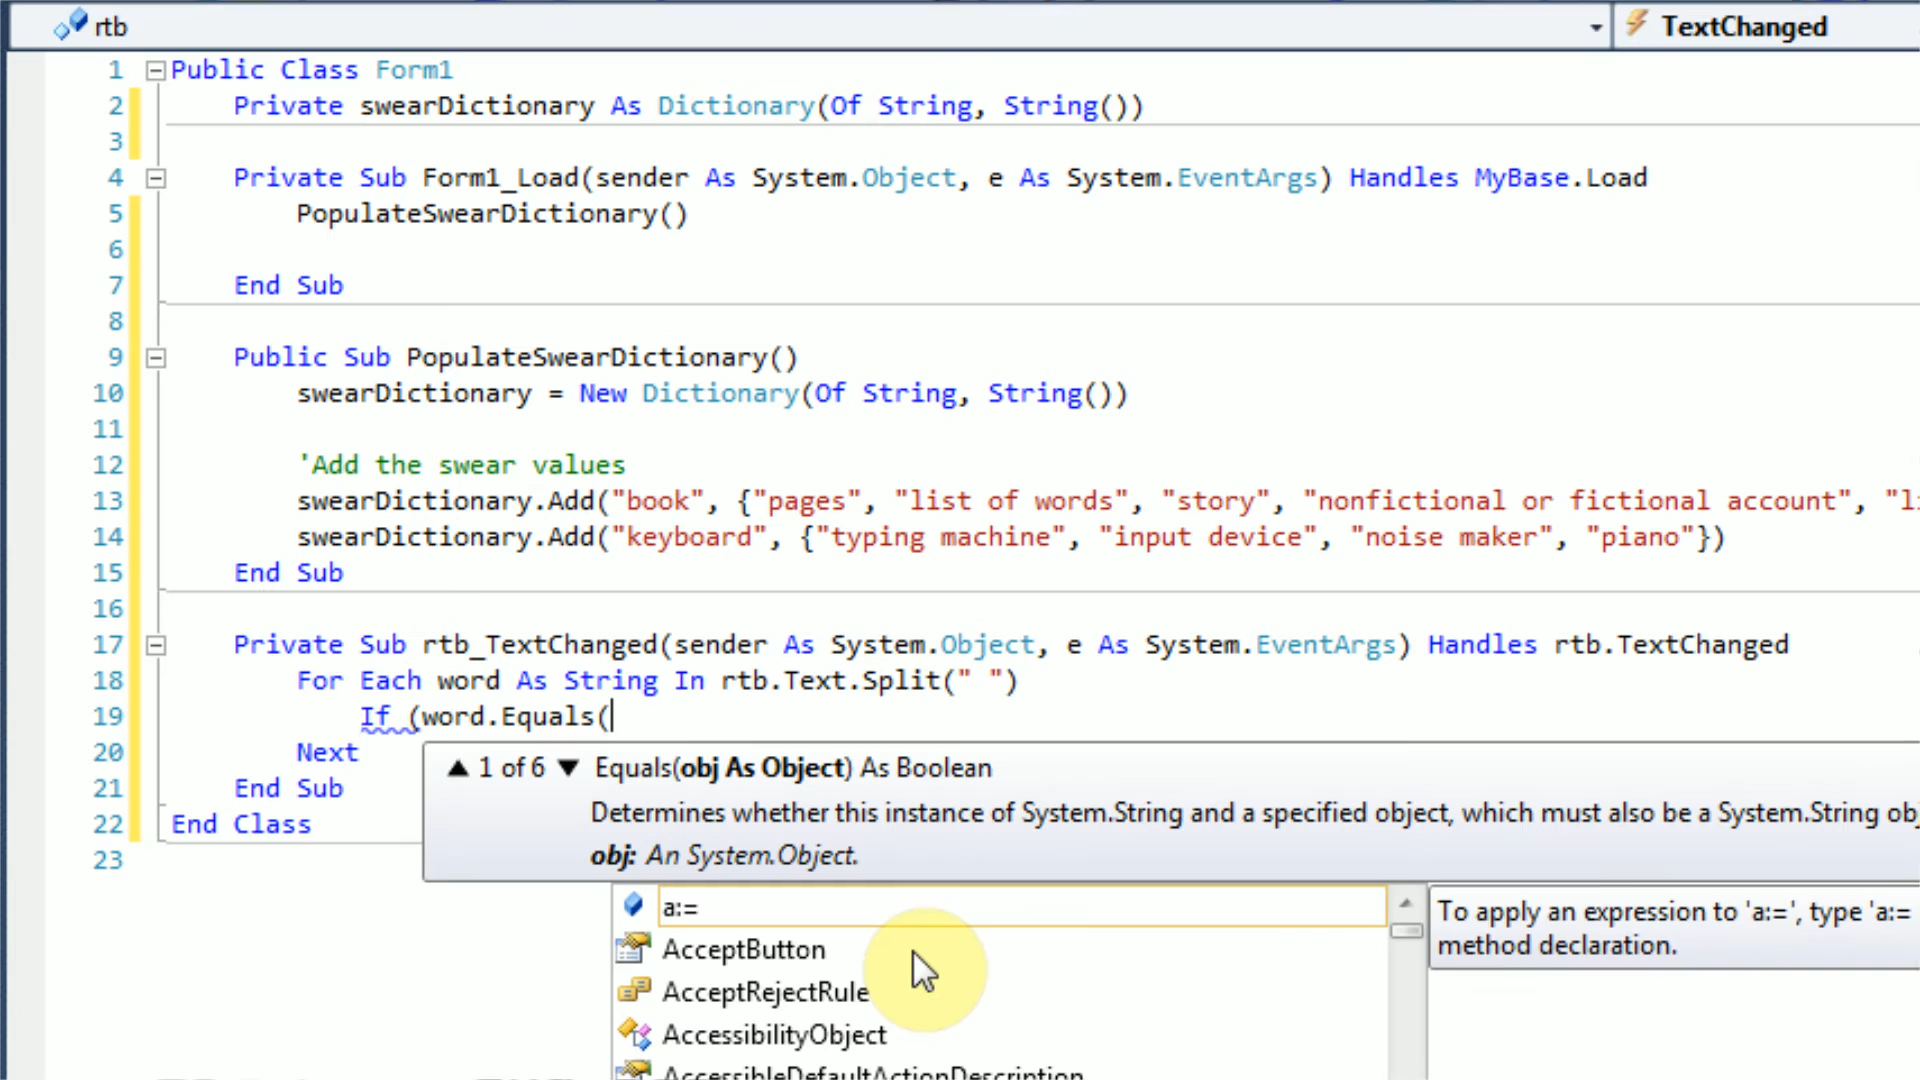 rtb TextChanged
1 Public Class Form1
2 Private swearDictionary As Dictionary(Of String, String())
3
4 Private Sub Form1_Load(sender As System.Object, e As System.EventArgs) Handles MyBase.Load
5 PopulateSwearDictionary()
6
7 End Sub
8
9 Public Sub PopulateSwearDictionary()
10 swearDictionary = New Dictionary(Of String, String())
11
12 'Add the swear values
13 swearDictionary.Add("book", {"pages", "list of words", "story", "nonfictional or fictional account", "li
14 swearDictionary.Add("keyboard", {"typing machine", "input device", "noise maker", "piano"})
15 End Sub
16
17 Private Sub rtb_TextChanged(sender As System.Object, e As System.EventArgs) Handles rtb.TextChanged
18 For Each word As String In rtb.Text.Split(" ")
19 If (word.Equals(
20 Next
21 End Sub
22 End Class
23
▲ 1 of 6 ▼ Equals(obj As Object) As Boolean
Determines whether this instance of System.String and a specified object, which must also be a System.String obj
obj: An System.Object.
a:=
AcceptButton
AcceptRejectRule
AccessibilityObject
AccessibleDefaultActionDescription
To apply an expression to 'a:=', type 'a:=
method declaration.